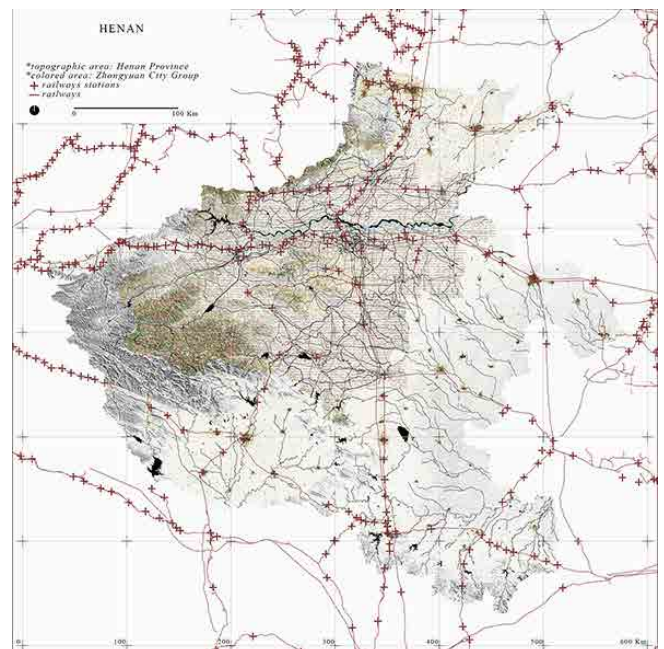 HENAN
*topographic area: Henan Province
*colored area: Zhongyuan City Group
railways stations
railways
100 Km
0
100
200
300
400
500
600